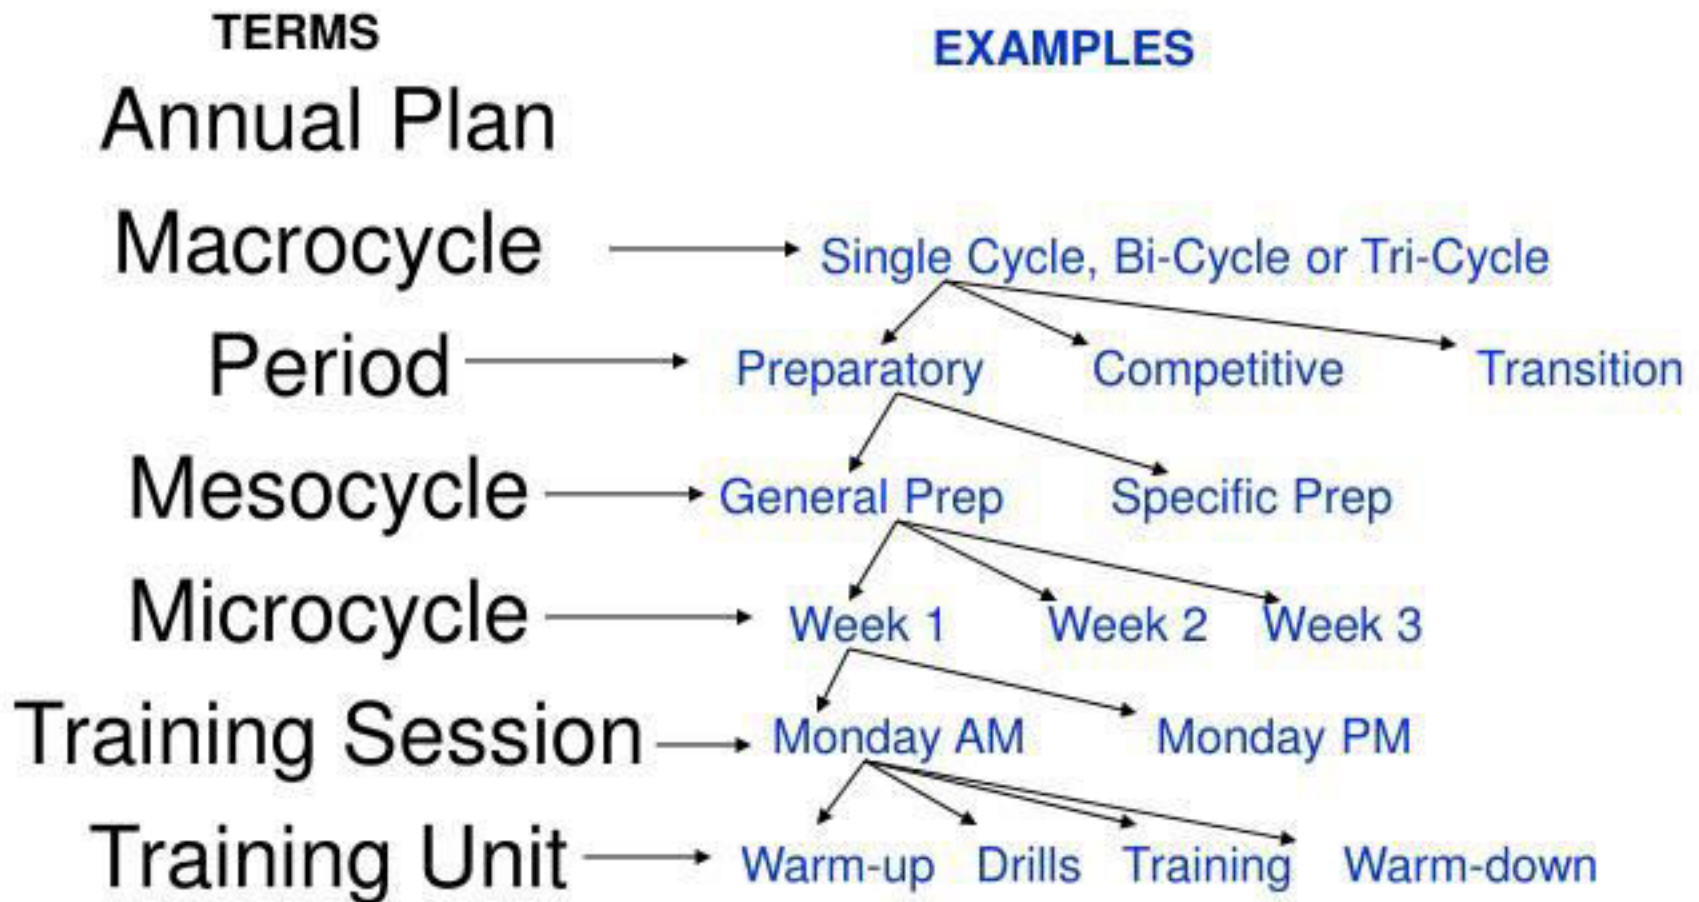 TERMS
EXAMPLES
Annual Plan
Macrocycle Single Cycle, Bi-Cycle or Tri-Cycle
Period Preparatory Competitive Transition
Mesocycle General Prep Specific Prep
Microcycle Week 1 Week 2 Week 3
Training Session Monday AM Monday PM
Training Unit Warm-up Drills Training Warm-down